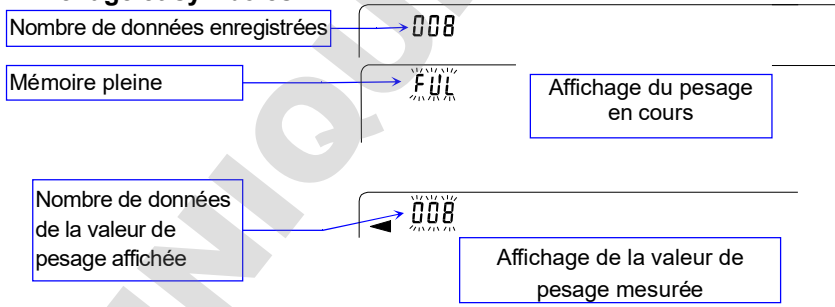 Nombre de données enregistrées
008
Mémoire pleine
FUL
Affichage du pesage
en cours
Nombre de données
de la valeur de
pesage affichée
008
Affichage de la valeur de
pesage mesurée